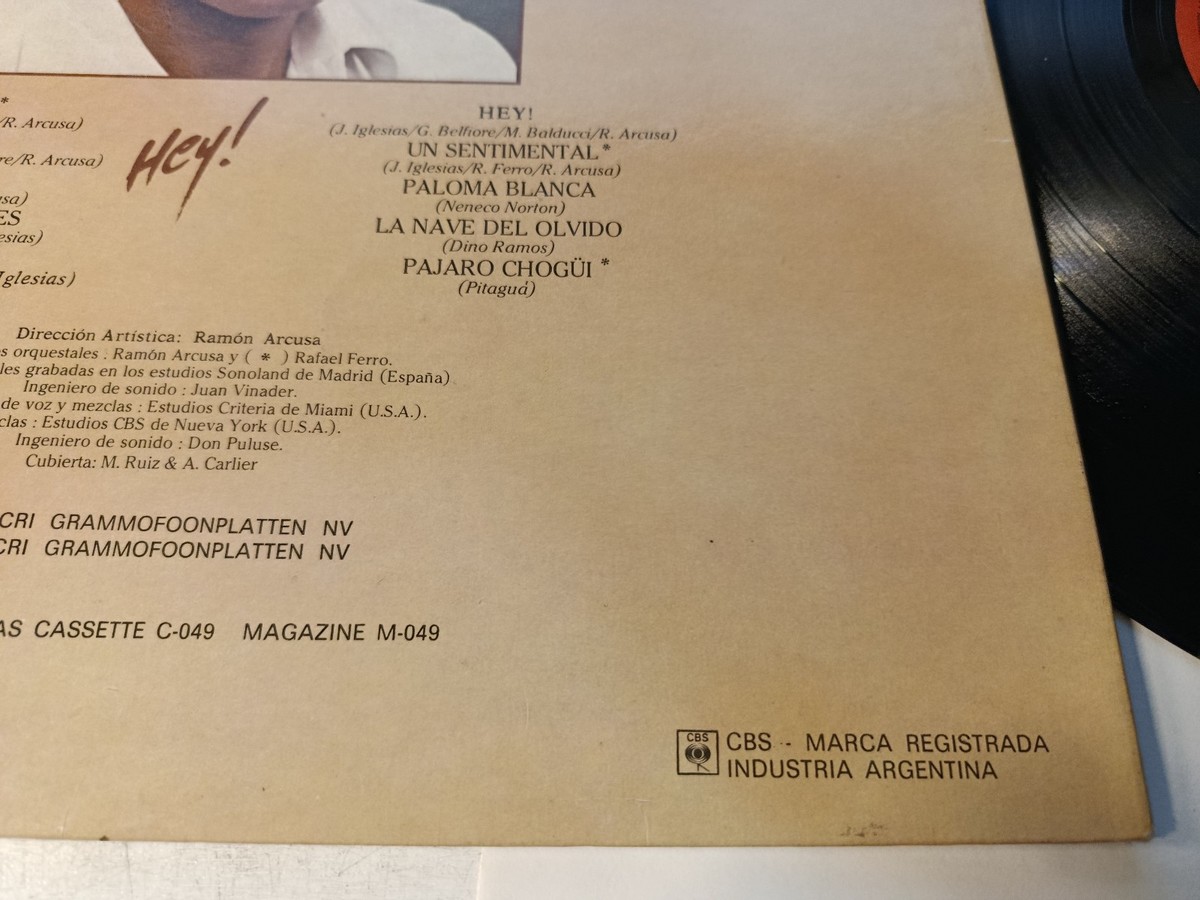 *
/R. Arcusa)
re/R. Arcusa)
usa)
ES
esias)
Iglesias)
Hey!
HEY!
(J. Iglesias/G. Belfiore/M. Balducci/R. Arcusa)
UN SENTIMENTAL*
(J. Iglesias/R. Ferro/R. Arcusa)
PALOMA BLANCA
(Neneco Norton)
LA NAVE DEL OLVIDO
(Dino Ramos)
PAJARO CHOGÜI *
(Pitaguá)
Dirección Artística: Ramón Arcusa
s orquestales . Ramón Arcusa y ( * ) Rafael Ferro.
les grabadas en los estudios Sonoland de Madrid (España)
Ingeniero de sonido : Juan Vinader.
de voz y mezclas : Estudios Criteria de Miami (U.S.A.).
clas : Estudios CBS de Nueva York (U.S.A.).
Ingeniero de sonido : Don Puluse.
Cubierta: M. Ruiz & A. Carlier
CRI GRAMMOFOONPLATTEN NV
CRI GRAMMOFOONPLATTEN NV
AS CASSETTE C-049 MAGAZINE M-049
CBS
CBS - MARCA REGISTRADA
INDUSTRIA ARGENTINA